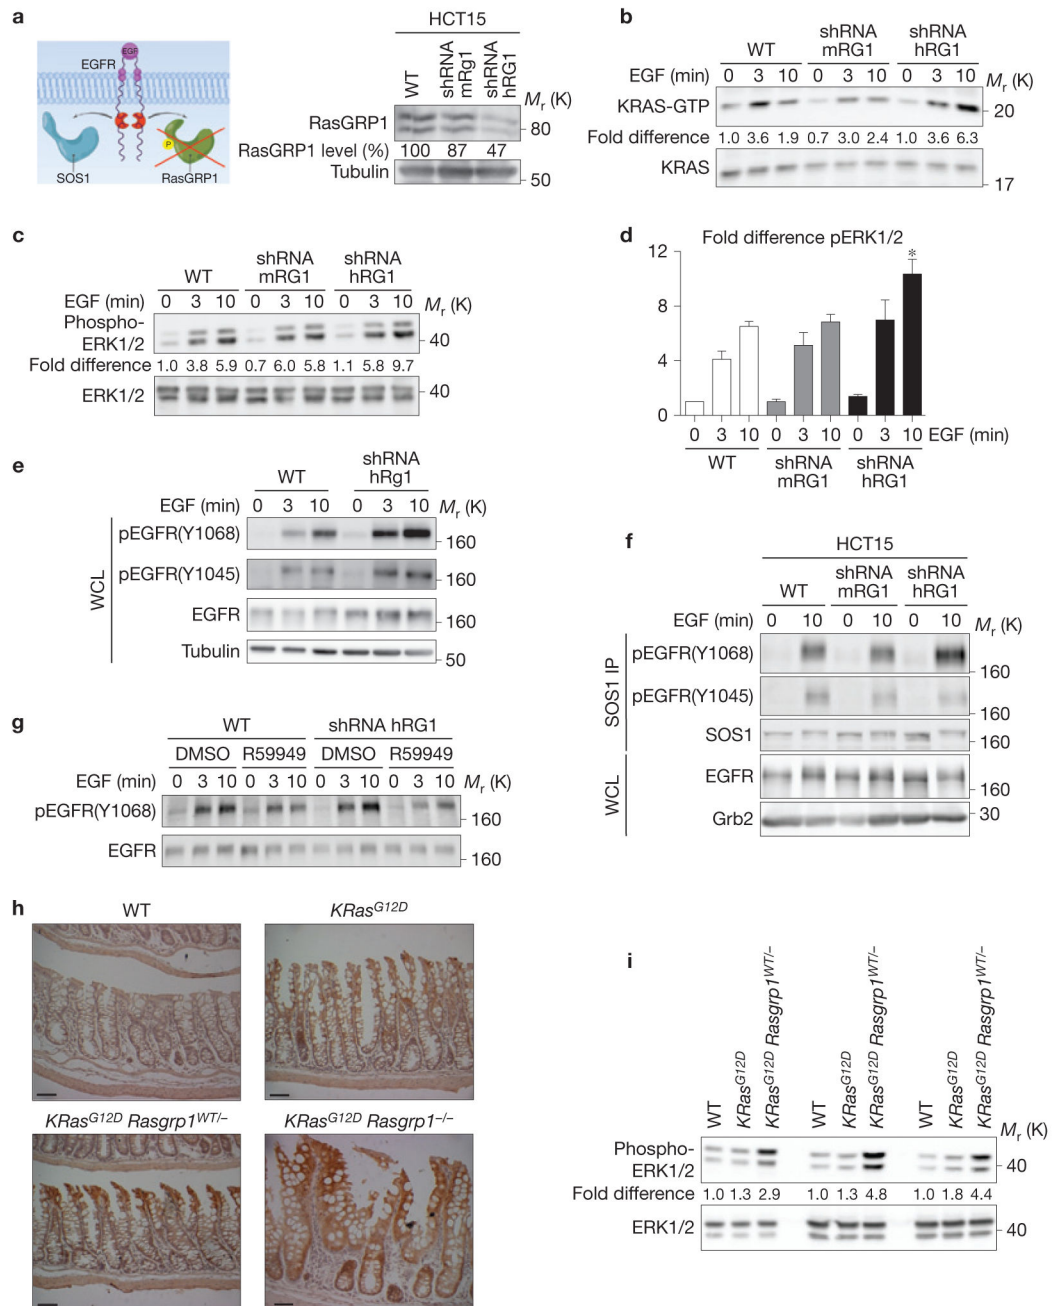 a
EGF
EGFR
P
SOS1
RasGRP1
HCT15
WT
shRNA mRg1
shRNA hRG1
Mr (K)
RasGRP1
80
RasGRP1 level (%) 100 87 47
Tubulin
50
b
WT shRNA mRG1 shRNA hRG1
EGF (min) 0 3 10 0 3 10 0 3 10 Mr (K)
KRAS-GTP
20
Fold difference 1.0 3.6 1.9 0.7 3.0 2.4 1.0 3.6 6.3
KRAS
17
c
WT shRNA mRG1 shRNA hRG1
EGF (min) 0 3 10 0 3 10 0 3 10 Mr (K)
Phospho-
ERK1/2
40
Fold difference 1.0 3.8 5.9 0.7 6.0 5.8 1.1 5.8 9.7
ERK1/2
40
d
Fold difference pERK1/2
12
8
4
0
*
0 3 10 0 3 10 0 3 10 EGF (min)
WT shRNA mRG1 shRNA hRG1
e
WT shRNA hRg1
EGF (min) 0 3 10 0 3 10 Mr (K)
WCL
pEGFR(Y1068)
160
pEGFR(Y1045)
160
EGFR
160
Tubulin
50
f
HCT15
WT shRNA mRG1 shRNA hRG1
EGF (min) 0 10 0 10 0 10 Mr (K)
SOS1 IP
pEGFR(Y1068)
160
pEGFR(Y1045)
160
SOS1
160
WCL
EGFR
160
Grb2
30
g
WT shRNA hRG1
DMSO R59949 DMSO R59949
EGF (min) 0 3 10 0 3 10 0 3 10 0 3 10 Mr (K)
pEGFR(Y1068)
160
EGFR
160
h
WT KRasG12D
KRasG12D Rasgrp1WT/– KRasG12D Rasgrp1–/–
i
WT
KRasG12D
KRasG12D Rasgrp1WT/–
WT
KRasG12D
KRasG12D Rasgrp1WT/–
WT
KRasG12D
KRasG12D Rasgrp1WT/–
Mr (K)
Phospho-
ERK1/2
40
Fold difference 1.0 1.3 2.9 1.0 1.3 4.8 1.0 1.8 4.4
ERK1/2
40